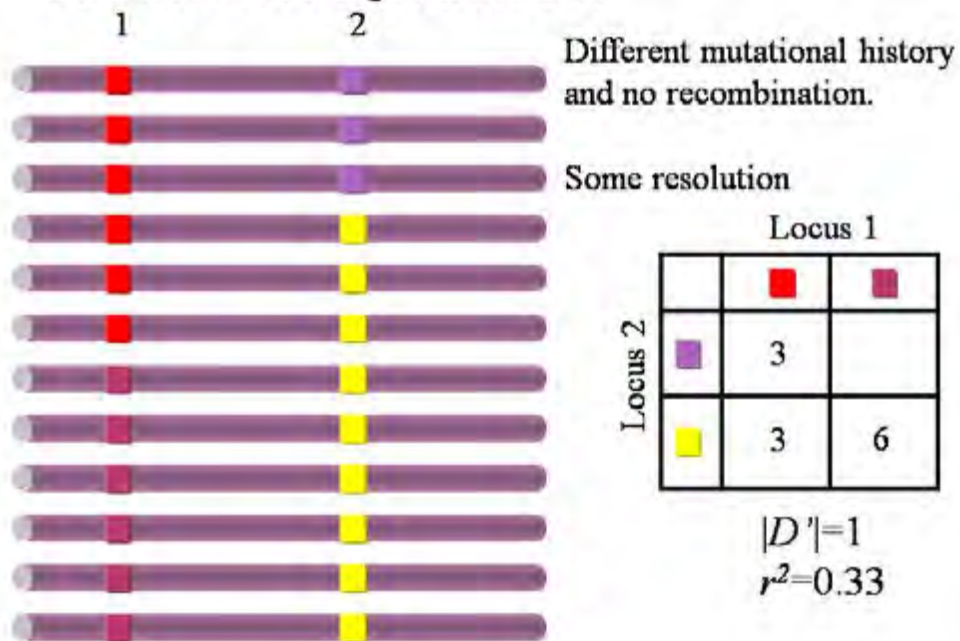 1 2
Different mutational history
and no recombination.
Some resolution
Locus 1
Locus 2
3
3 6
|D'|=1
r²=0.33